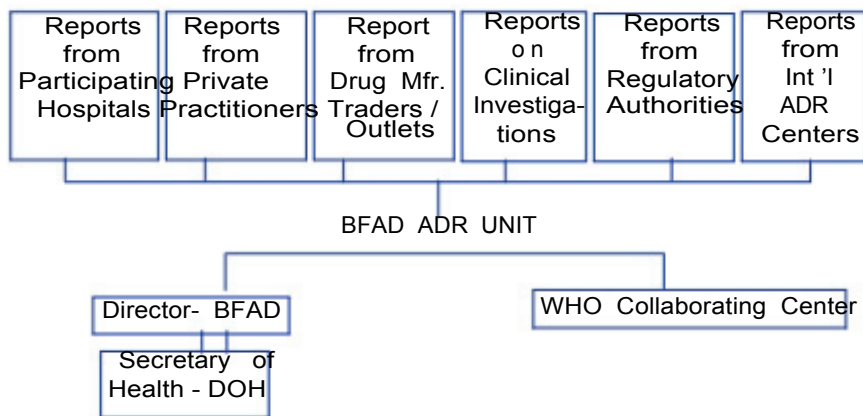 Reports
from
Participating
Hospitals
Reports
from
Private
Practitioners
Report
from
Drug Mfr.
Traders /
Outlets
Reports
on
Clinical
Investiga-
tions
Reports
from
Regulatory
Authorities
Reports
from
Int 'l
ADR
Centers
BFAD ADR UNIT
Director- BFAD
WHO Collaborating Center
Secretary of
Health - DOH